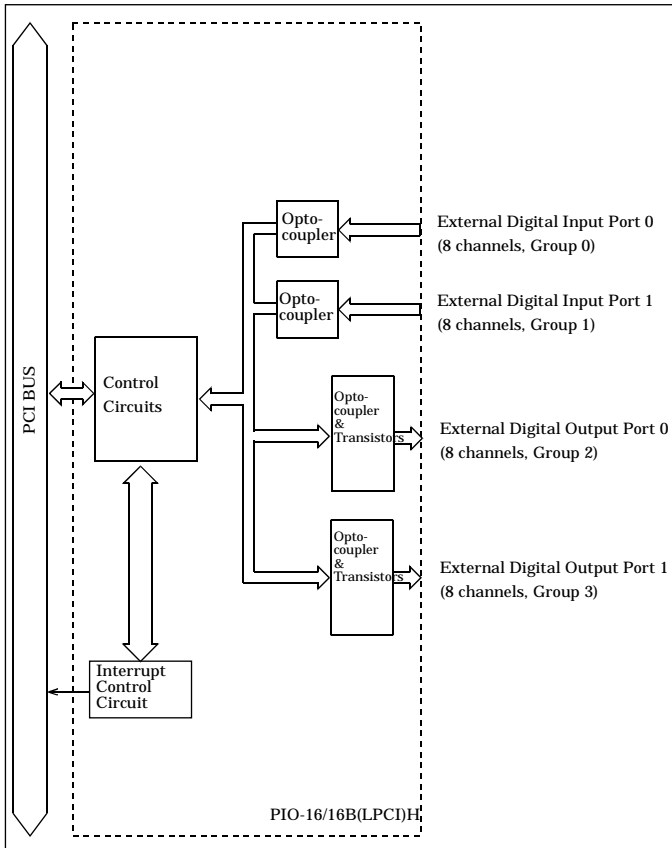 Opto-
coupler
External Digital Input Port 0
(8 channels, Group 0)
Opto-
coupler
External Digital Input Port 1
(8 channels, Group 1)
PCI BUS
Control
Circuits
Opto-
coupler
&
Transistors
External Digital Output Port 0
(8 channels, Group 2)
Opto-
coupler
&
Transistors
External Digital Output Port 1
(8 channels, Group 3)
Interrupt
Control
Circuit
PIO-16/16B(LPCI)H